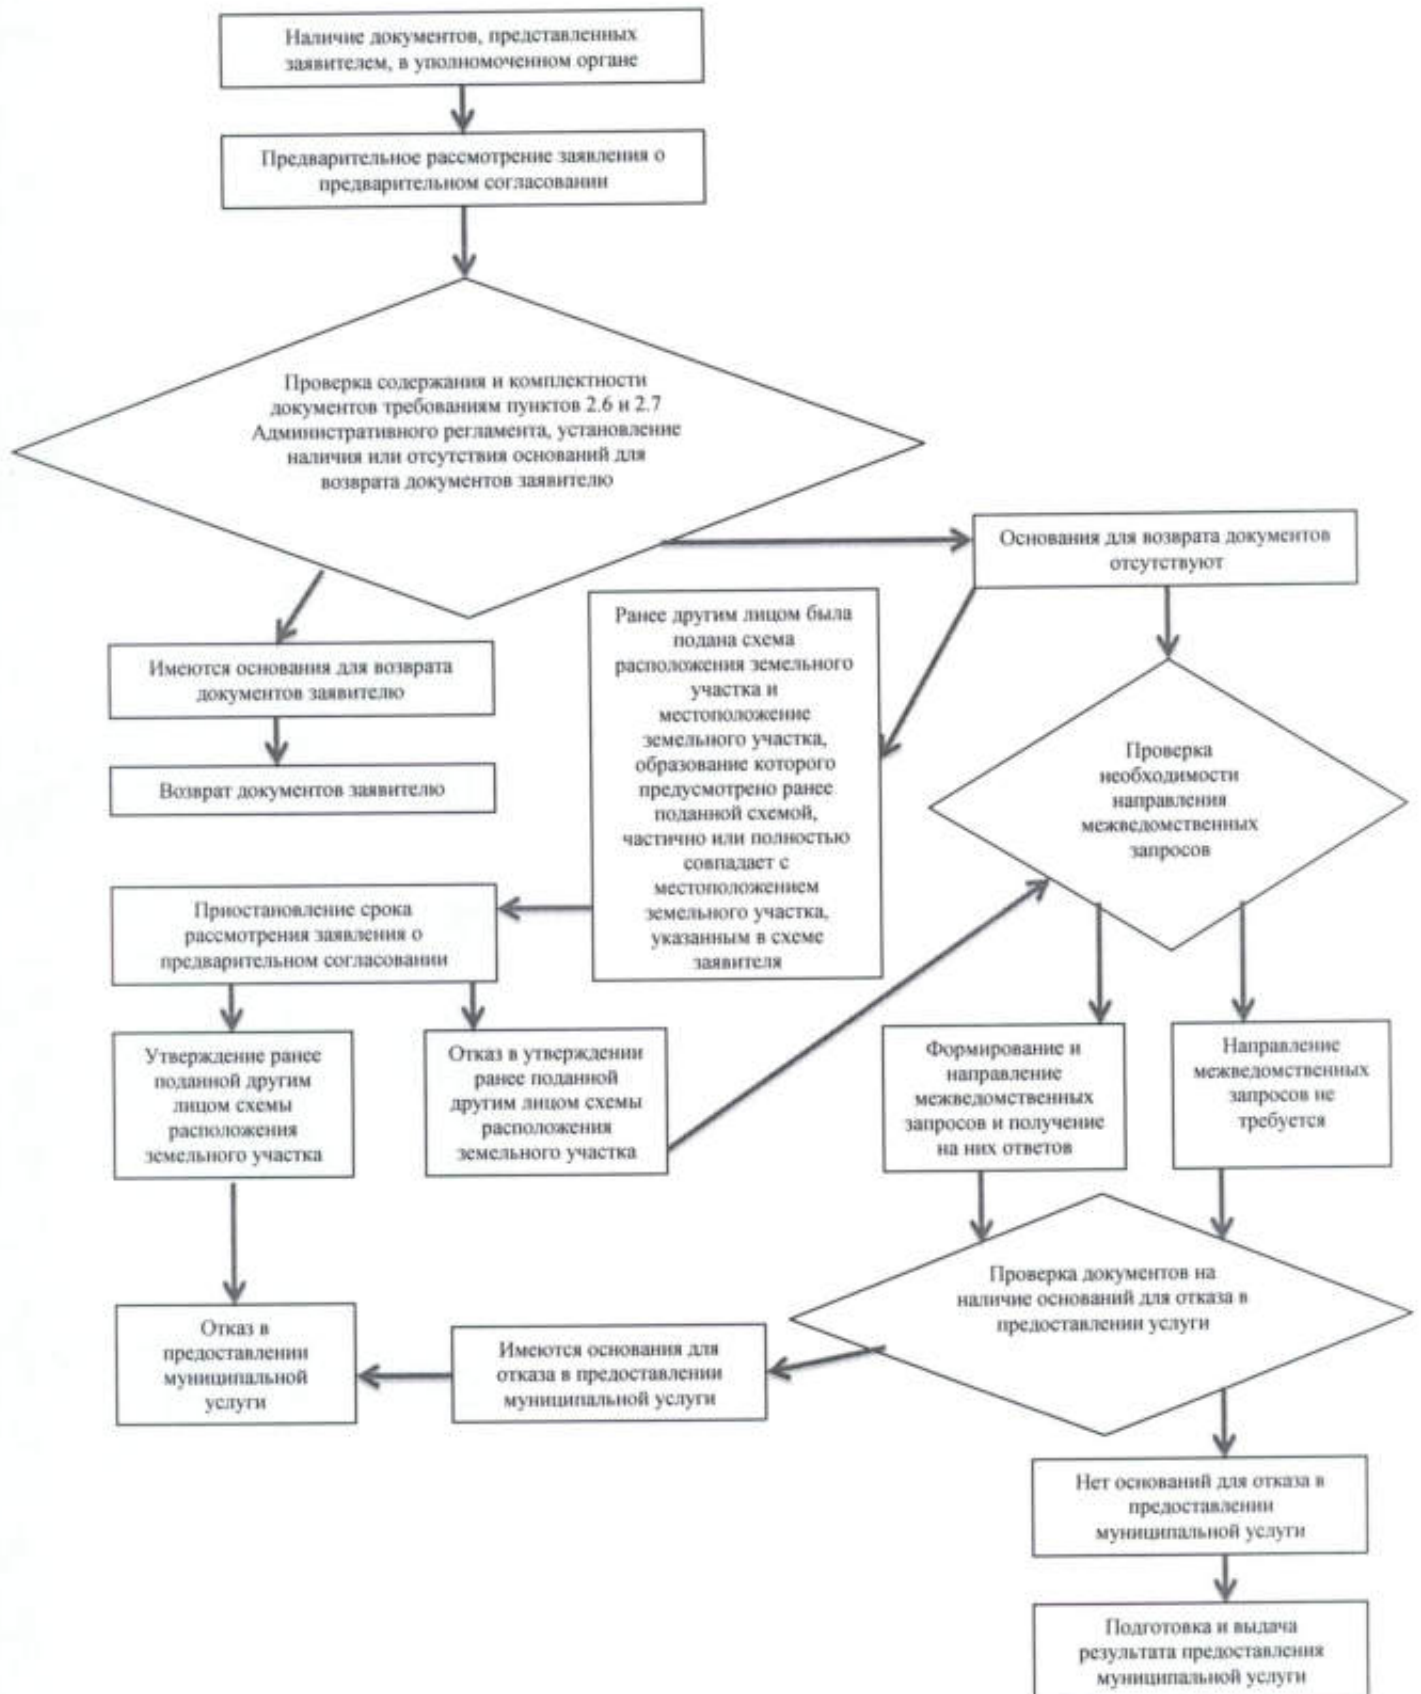 Наличие документов, представленных
заявителем, в уполномоченном органе
Предварительное рассмотрение заявления о
предварительном согласовании
Проверка содержания и комплектности
документов требованиям пунктов 2.6 и 2.7
Административного регламента, установление
наличия или отсутствия оснований для
возврата документов заявителю
Основания для возврата документов
отсутствуют
Имеются основания для возврата
документов заявителю
Возврат документов заявителю
Ранее другим лицом была
подана схема
расположения земельного
участка и
местоположение
земельного участка,
образование которого
предусмотрено ранее
поданной схемой,
частично или полностью
совпадает с
местоположением
земельного участка,
указанным в схеме
заявителя
Проверка
необходимости
направления
межведомственных
запросов
Приостановление срока
рассмотрения заявления о
предварительном согласовании
Утверждение ранее
поданной другим
лицом схемы
расположения
земельного участка
Отказ в утверждении
ранее поданной
другим лицом схемы
расположения
земельного участка
Формирование и
направление
межведомственных
запросов и получение
на них ответов
Направление
межведомственных
запросов не
требуется
Проверка документов на
наличие оснований для отказа в
предоставлении услуги
Отказ в
предоставлении
муниципальной
услуги
Имеются основания для
отказа в предоставлении
муниципальной услуги
Нет оснований для отказа в
предоставлении
муниципальной услуги
Подготовка и выдача
результата предоставления
муниципальной услуги